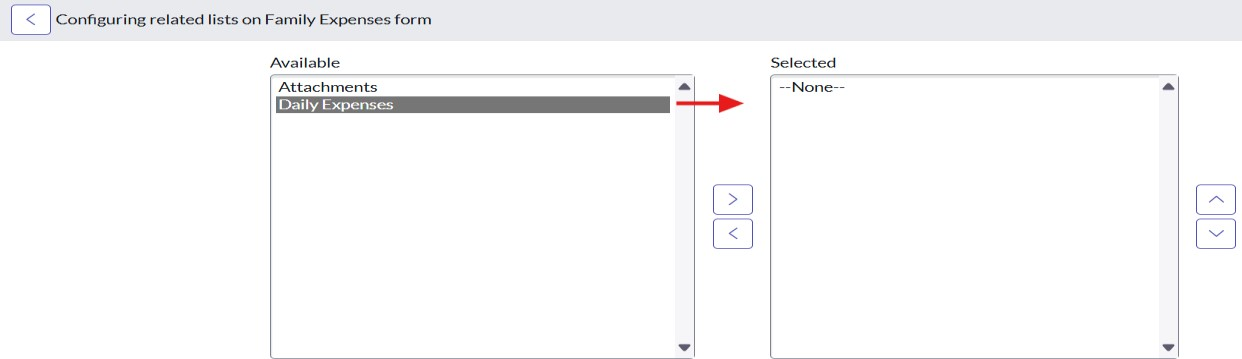 Configuring related lists on Family Expenses form
Available
Attachments
Daily Expenses
Selected
--None--